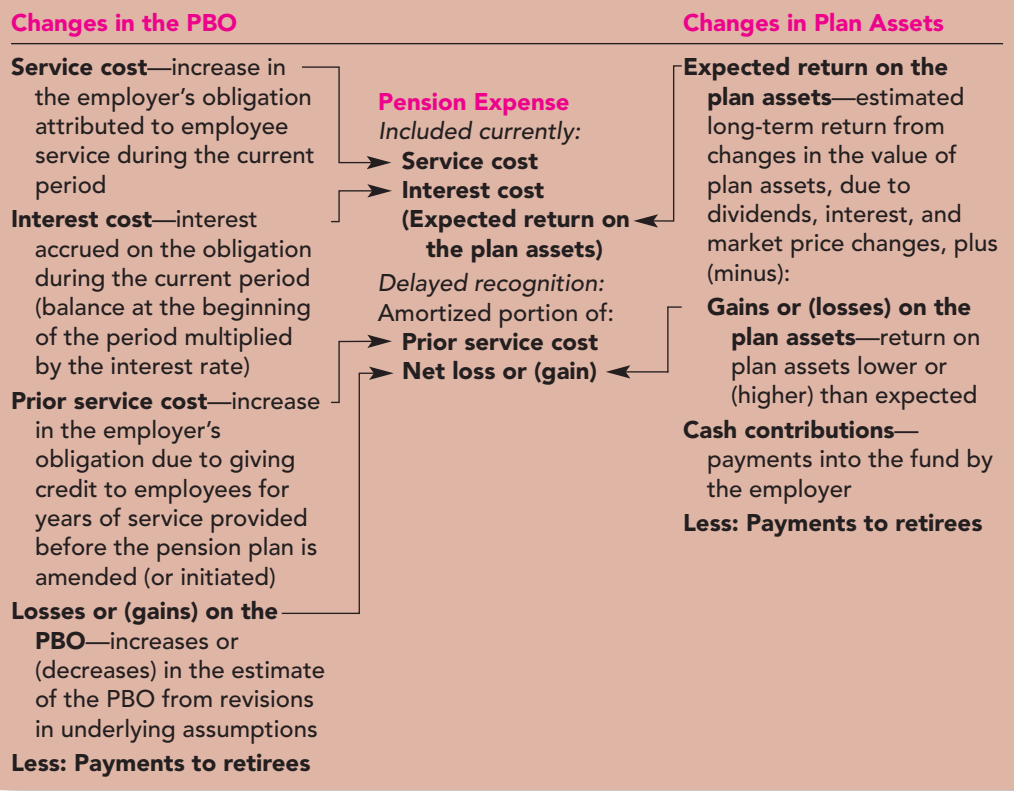 Changes in the PBO
Service cost—increase in
the employer's obligation
attributed to employee
service during the current
period
Interest cost—interest
accrued on the obligation
during the current period
(balance at the beginning
of the period multiplied
by the interest rate)
Prior service cost—increase
in the employer's
obligation due to giving
credit to employees for
years of service provided
before the pension plan is
amended (or initiated)
Losses or (gains) on the
PBO—increases or
(decreases) in the estimate
of the PBO from revisions
in underlying assumptions
Less: Payments to retirees
Pension Expense
Included currently:
Service cost
Interest cost
(Expected return on
the plan assets)
Delayed recognition:
Amortized portion of:
Prior service cost
Net loss or (gain)
Changes in Plan Assets
Expected return on the
plan assets—estimated
long-term return from
changes in the value of
plan assets, due to
dividends, interest, and
market price changes, plus
(minus):
Gains or (losses) on the
plan assets—return on
plan assets lower or
(higher) than expected
Cash contributions—
payments into the fund by
the employer
Less: Payments to retirees